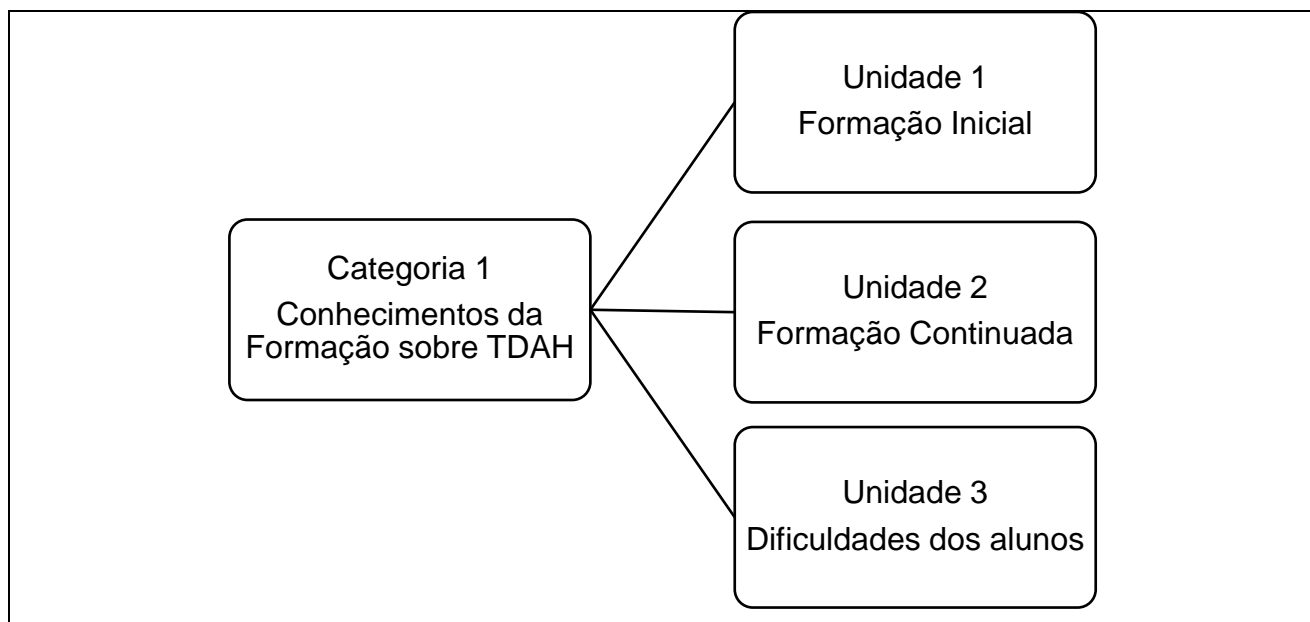 Unidade 1
Formação Inicial
Categoria 1
Conhecimentos da
Formação sobre TDAH
Unidade 2
Formação Continuada
Unidade 3
Dificuldades dos alunos